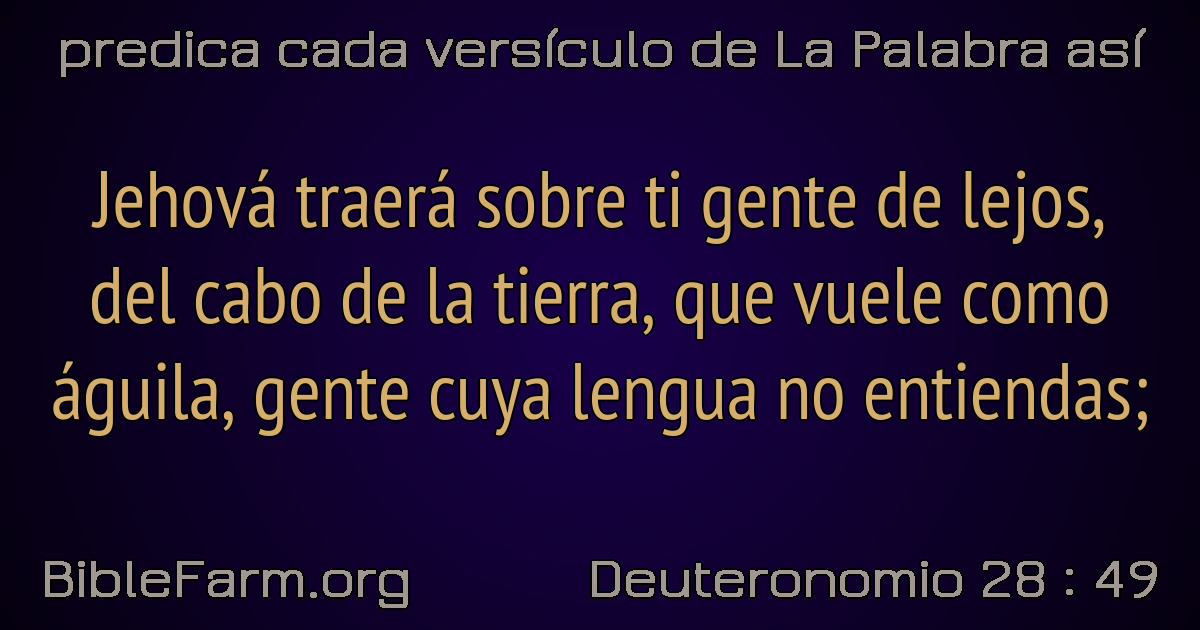 predica cada versículo de La Palabra así
Jehová traerá sobre ti gente de lejos,
del cabo de la tierra, que vuele como
águila, gente cuya lengua no entiendas;
BibleFarm.org
Deuteronomio 28 : 49